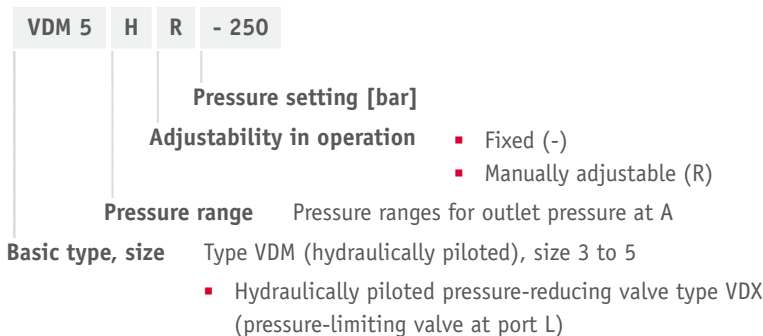 VDM 5 H R - 250
Pressure setting [bar]
Adjustability in operation ▪ Fixed (-)
▪ Manually adjustable (R)
Pressure range Pressure ranges for outlet pressure at A
Basic type, size Type VDM (hydraulically piloted), size 3 to 5
▪ Hydraulically piloted pressure-reducing valve type VDX
(pressure-limiting valve at port L)